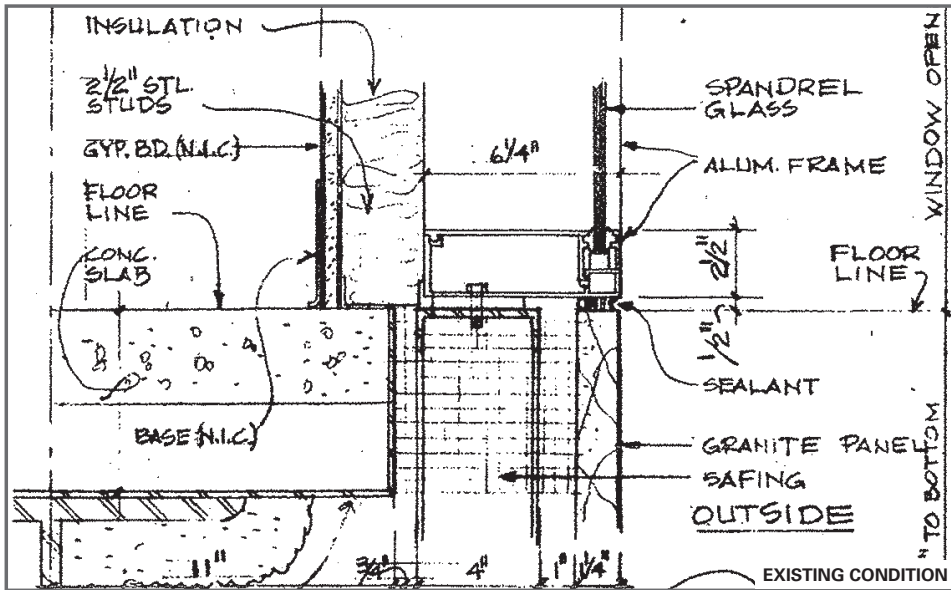 INSULATION
2 1/2" STL.
STUDS
GYP. BD. (N.I.C.)
FLOOR
LINE
CONC.
SLAB
BASE (N.I.C.)
6 1/4"
SPANDREL
GLASS
ALUM. FRAME
2 1/2"
1/2"
FLOOR
LINE
SEALANT
GRANITE PANEL
SAFING
OUTSIDE
11"
3/4"
4"
1"
1 1/4"
WINDOW OPEN
" TO BOTTOM
EXISTING CONDITION